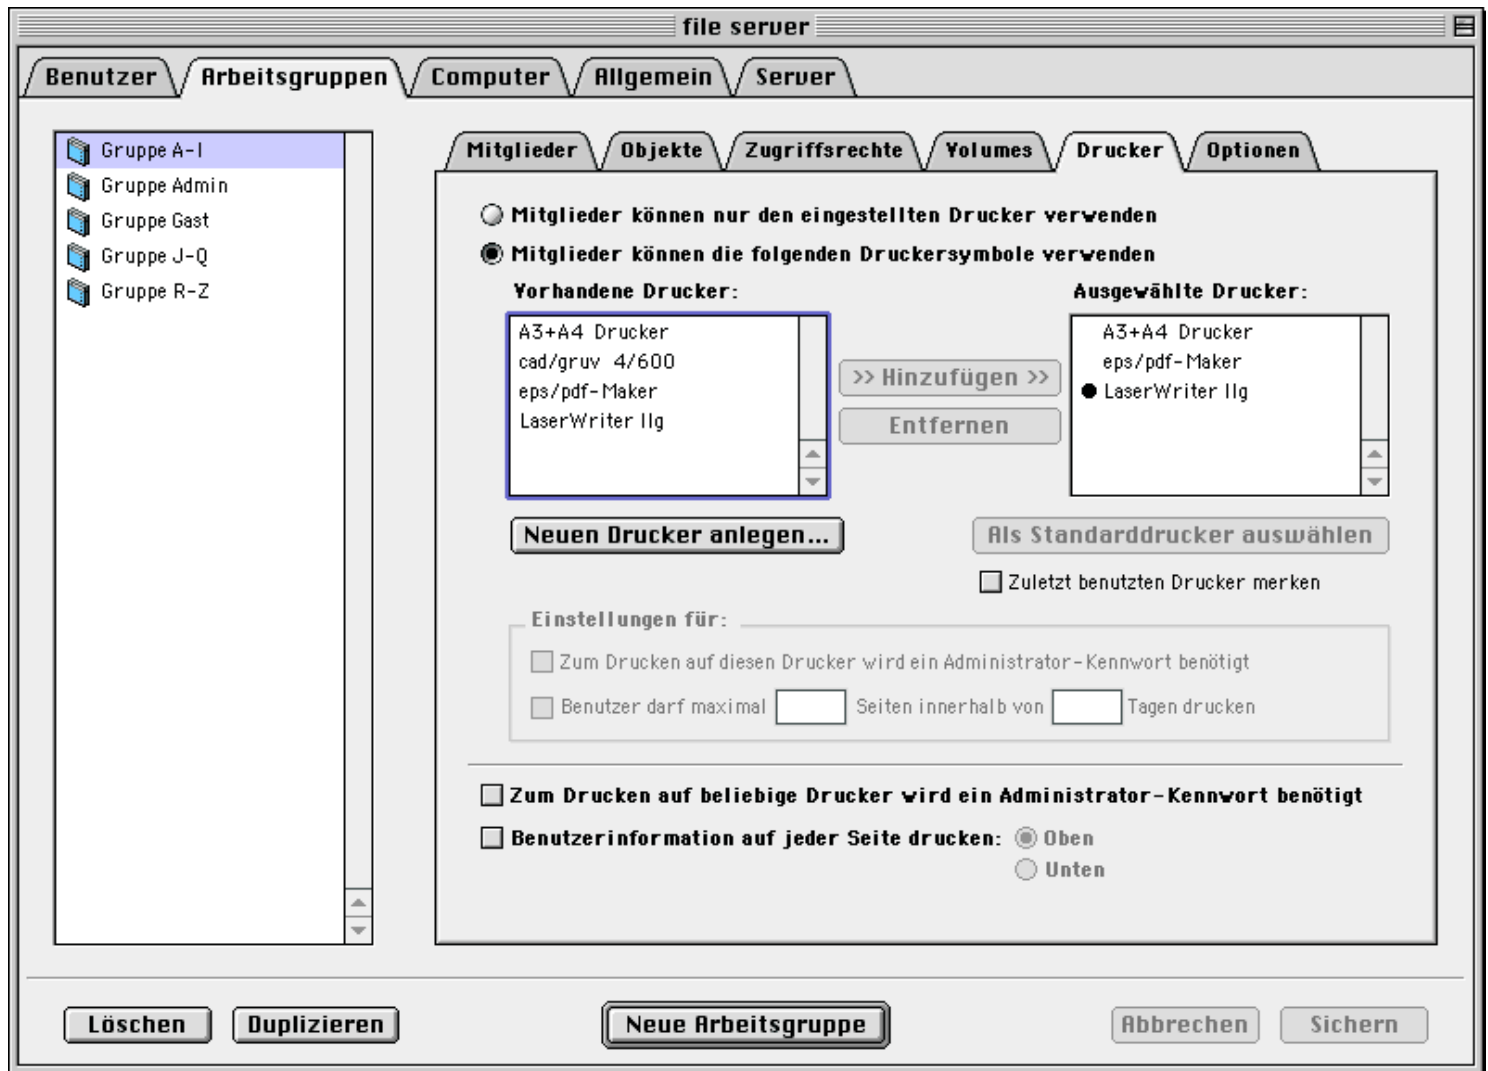 file server
Benutzer Arbeitsgruppen Computer Allgemein Server
Gruppe A-I
Gruppe Admin
Gruppe Gast
Gruppe J-Q
Gruppe R-Z
Mitglieder Objekte Zugriffsrechte Volumes Drucker Optionen
Mitglieder können nur den eingestellten Drucker verwenden
Mitglieder können die folgenden Druckersymbole verwenden
Vorhandene Drucker:
A3+A4 Drucker
cad/gruv 4/600
eps/pdf-Maker
LaserWriter IIg
>> Hinzufügen >>
Entfernen
Ausgewählte Drucker:
A3+A4 Drucker
eps/pdf-Maker
LaserWriter IIg
Neuen Drucker anlegen...
Als Standarddrucker auswählen
Zuletzt benutzten Drucker merken
Einstellungen für:
Zum Drucken auf diesen Drucker wird ein Administrator-Kennwort benötigt
Benutzer darf maximal Seiten innerhalb von Tagen drucken
Zum Drucken auf beliebige Drucker wird ein Administrator-Kennwort benötigt
Benutzerinformation auf jeder Seite drucken: Oben
Unten
Löschen Duplizieren Neue Arbeitsgruppe Abbrechen Sichern